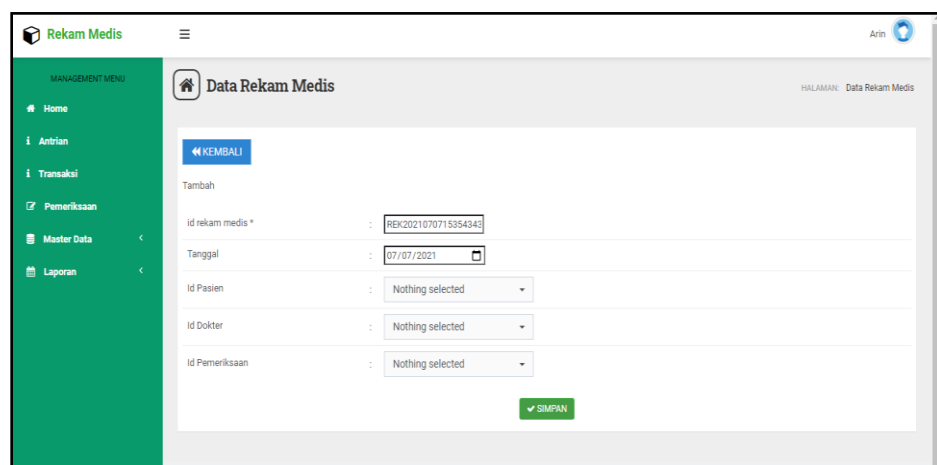 Rekam Medis
Arin
MANAGEMENT MENU
Home
i Antrian
i Transaksi
Pemeriksaan
Master Data
Laporan
Data Rekam Medis
HALAMAN: Data Rekam Medis
KEMBALI
Tambah
id rekam medis * : REK2021070715354343
Tanggal : 07/07/2021
Id Pasien : Nothing selected
Id Dokter : Nothing selected
Id Pemeriksaan : Nothing selected
SIMPAN